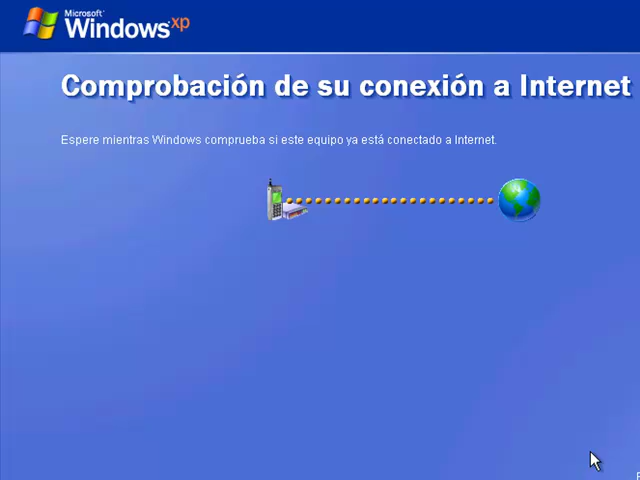 Microsoft
Windows xp
Comprobación de su conexión a Internet
Espere mientras Windows comprueba si este equipo ya está conectado a Internet.